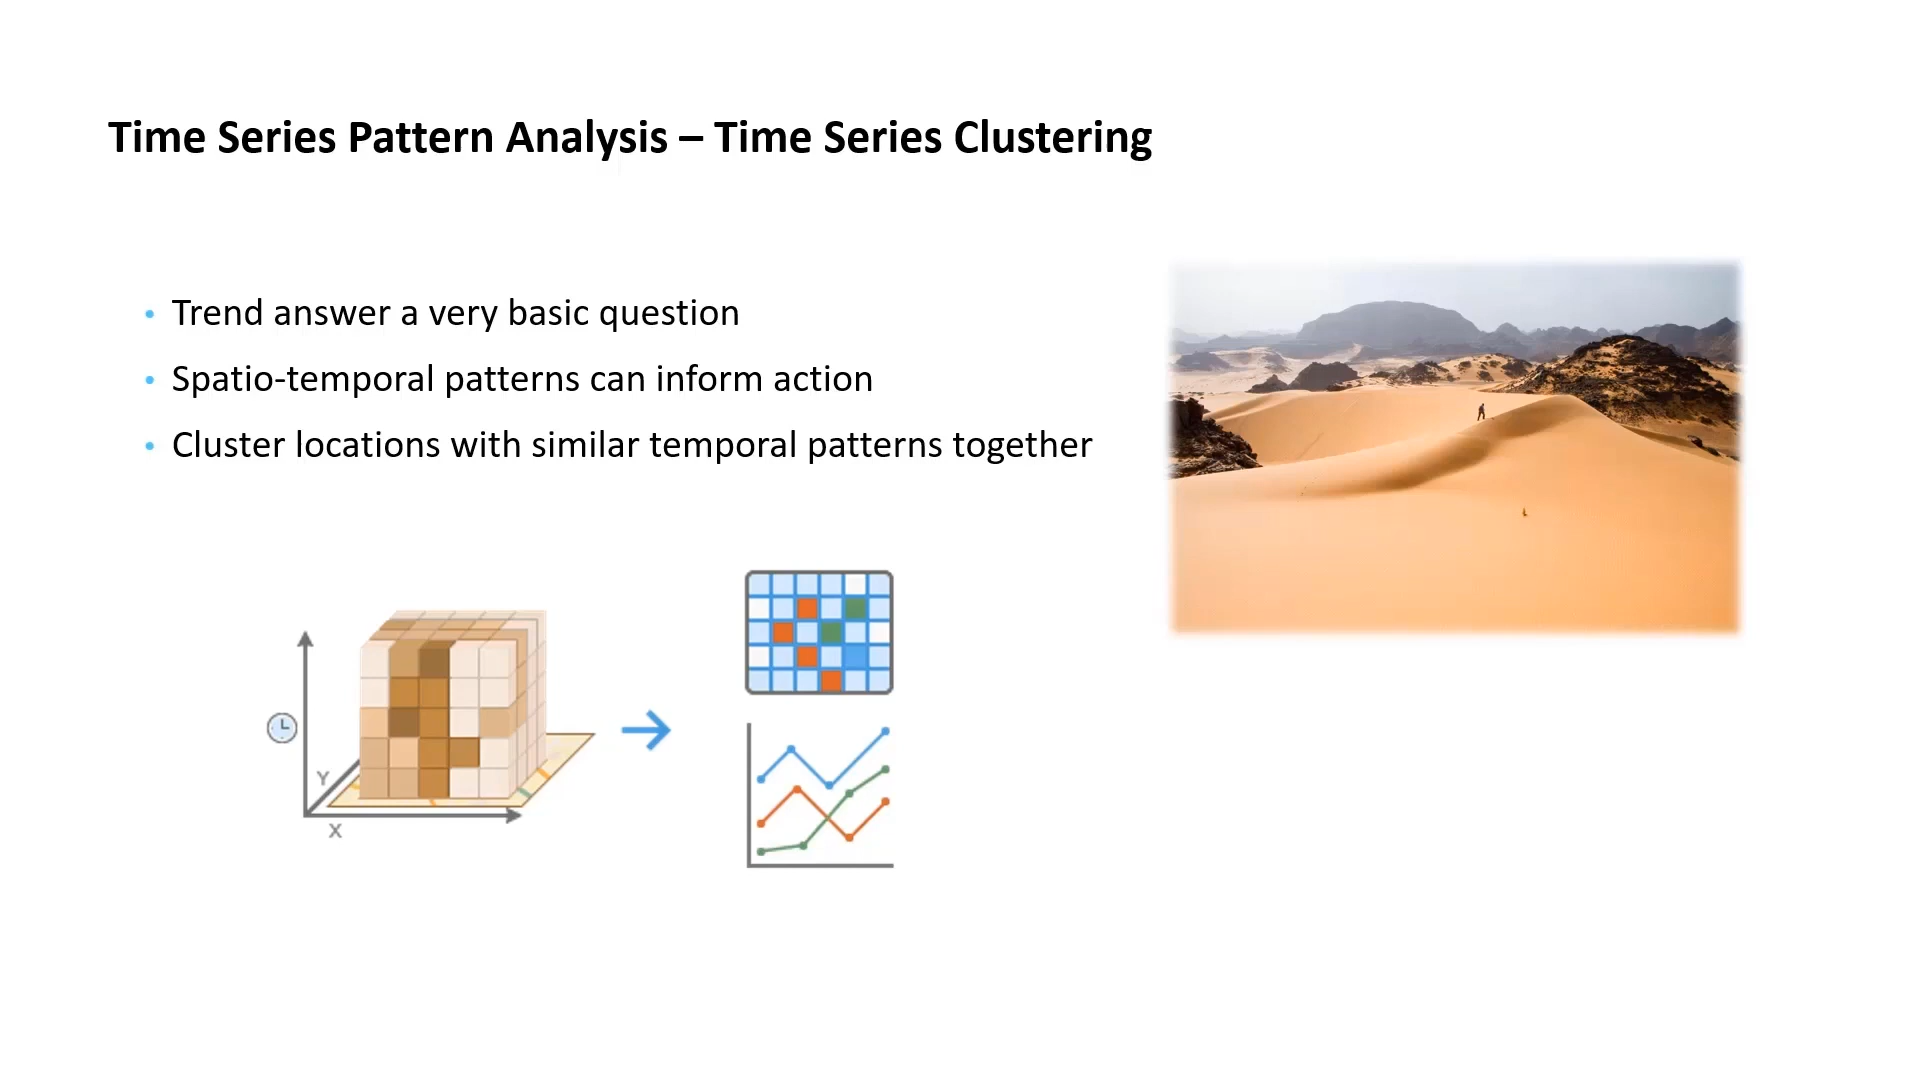 Time Series Pattern Analysis – Time Series Clustering
• Trend answer a very basic question
• Spatio-temporal patterns can inform action
• Cluster locations with similar temporal patterns together
Y
X